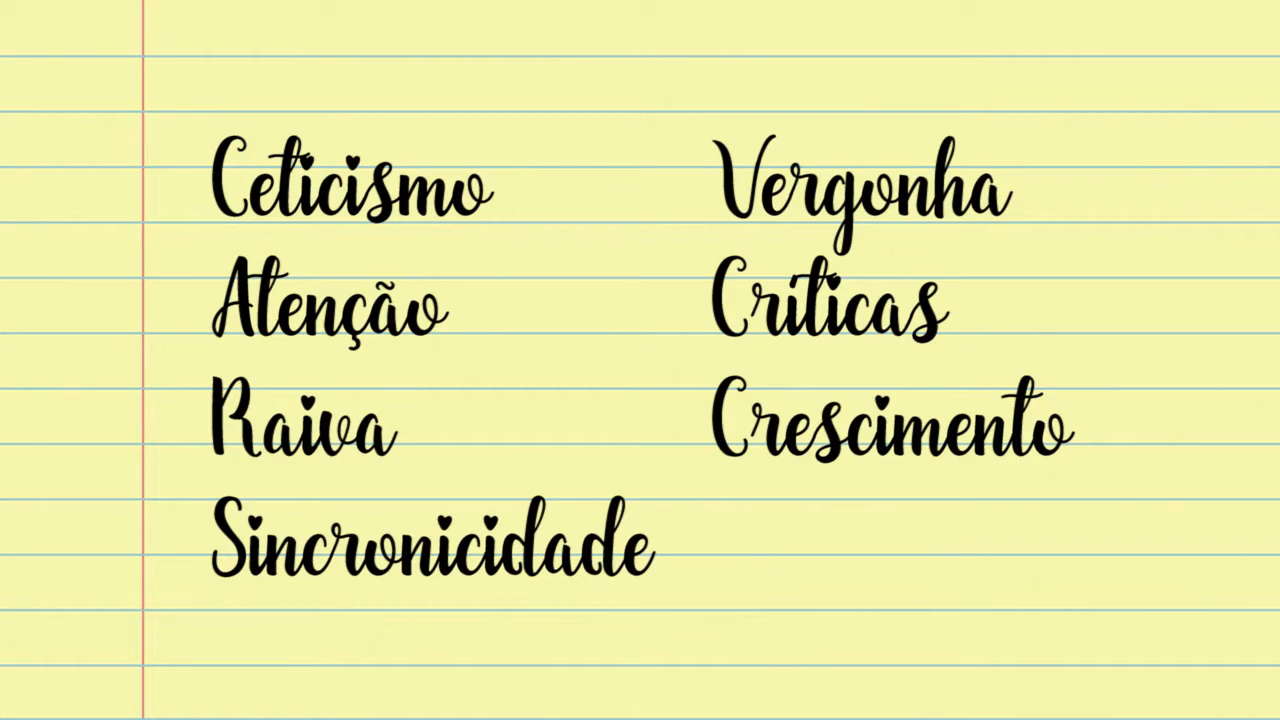 Ceticismo
Atenção
Raiva
Sincronicidade
Vergonha
Críticas
Crescimento